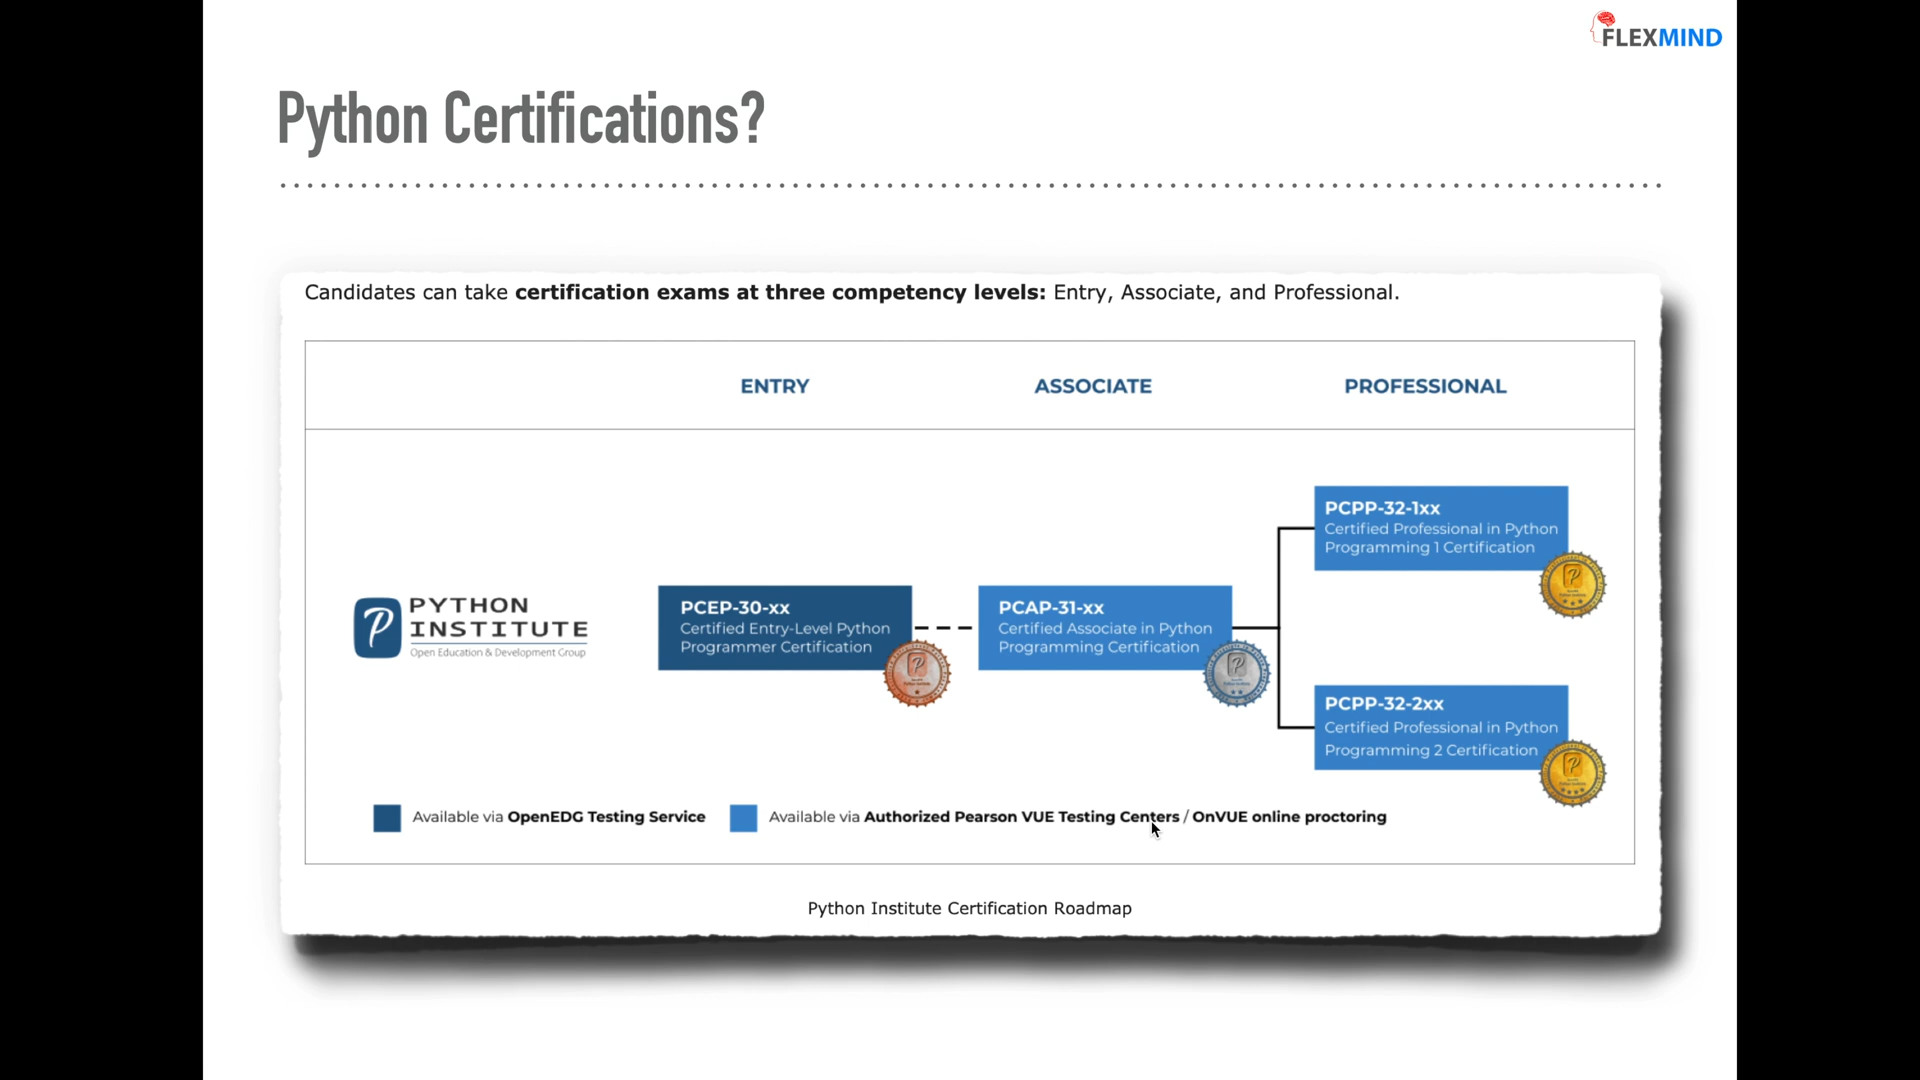 FLEXMIND
Python Certifications?
Candidates can take certification exams at three competency levels: Entry, Associate, and Professional.
ENTRY
ASSOCIATE
PROFESSIONAL
PCPP-32-1xx
Certified Professional in Python
Programming 1 Certification
PYTHON
INSTITUTE
Open Education & Development Group
PCEP-30-xx
Certified Entry-Level Python
Programmer Certification
PCAP-31-xx
Certified Associate in Python
Programming Certification
PCPP-32-2xx
Certified Professional in Python
Programming 2 Certification
Available via OpenEDG Testing Service
Available via Authorized Pearson VUE Testing Centers / OnVUE online proctoring
Python Institute Certification Roadmap